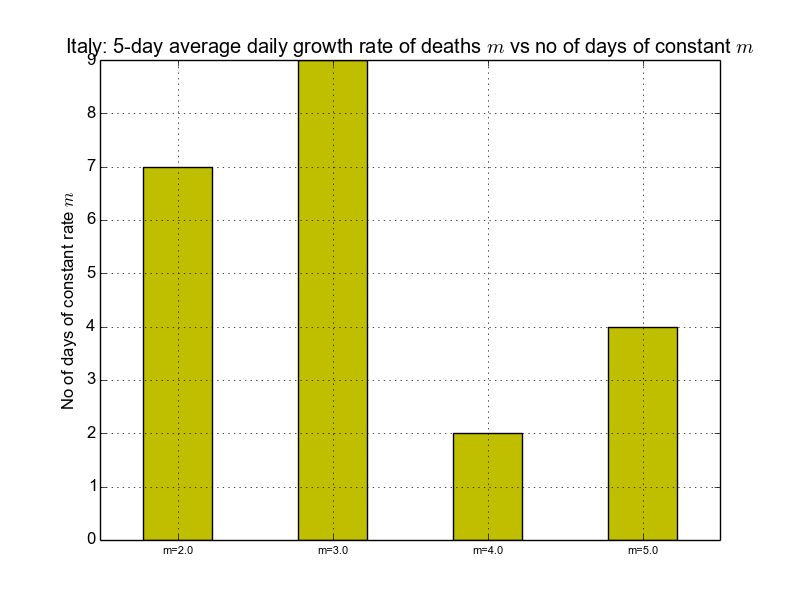 Italy: 5-day average daily growth rate of deaths m vs no of days of constant m
9
8
7
6
5
4
3
2
1
0
No of days of constant rate m
m=2.0
m=3.0
m=4.0
m=5.0